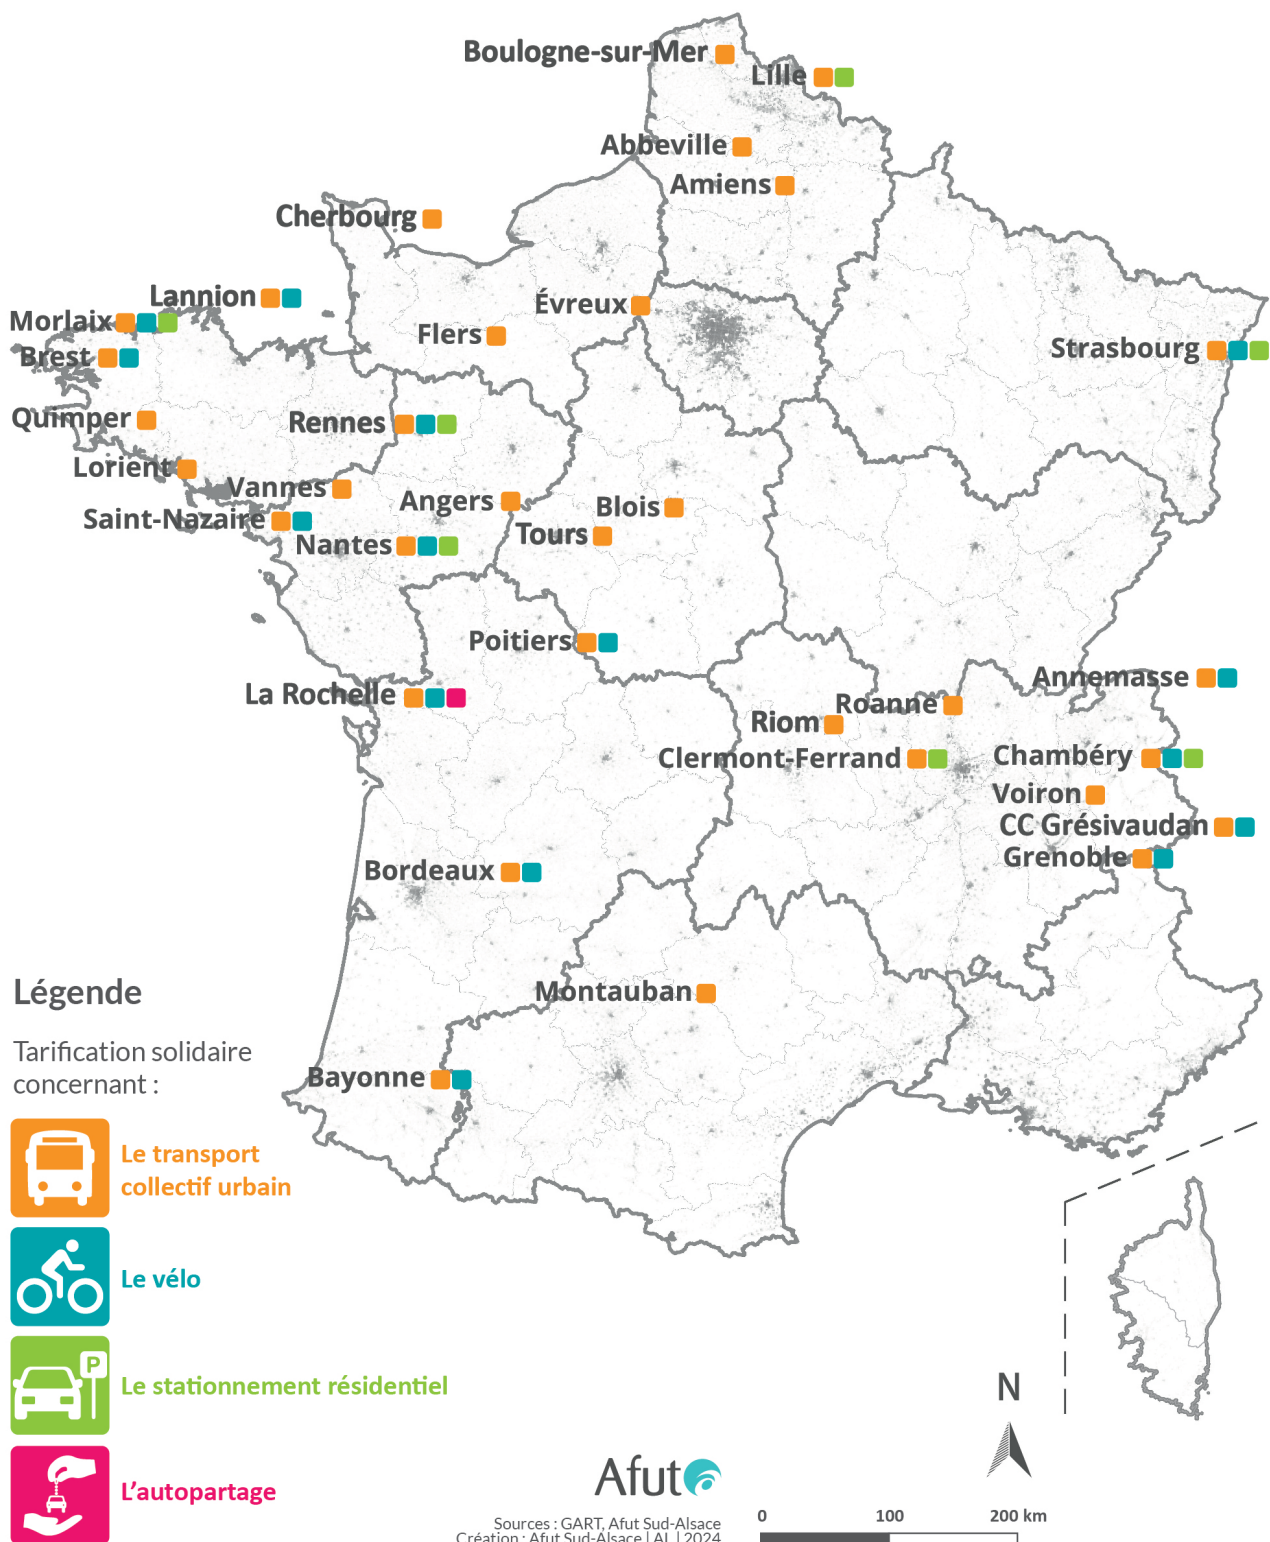 Boulogne-sur-Mer
Lille
Abbeville
Amiens
Cherbourg
Lannion
Évreux
Morlaix
Flers
Brest
Strasbourg
Quimper
Rennes
Lorient
Vannes
Angers
Blois
Saint-Nazaire
Tours
Nantes
Poitiers
Annemasse
La Rochelle
Roanne
Riom
Clermont-Ferrand
Chambéry
Voiron
CC Grésivaudan
Grenoble
Bordeaux
Montauban
Bayonne
Légende
Tarification solidaire
concernant :
Le transport
collectif urbain
Le vélo
P
Le stationnement résidentiel
L'autopartage
N
Afut
Sources : GART, Afut Sud-Alsace
Création : Afut Sud-Alsace | AL | 2024
0 100 200 km